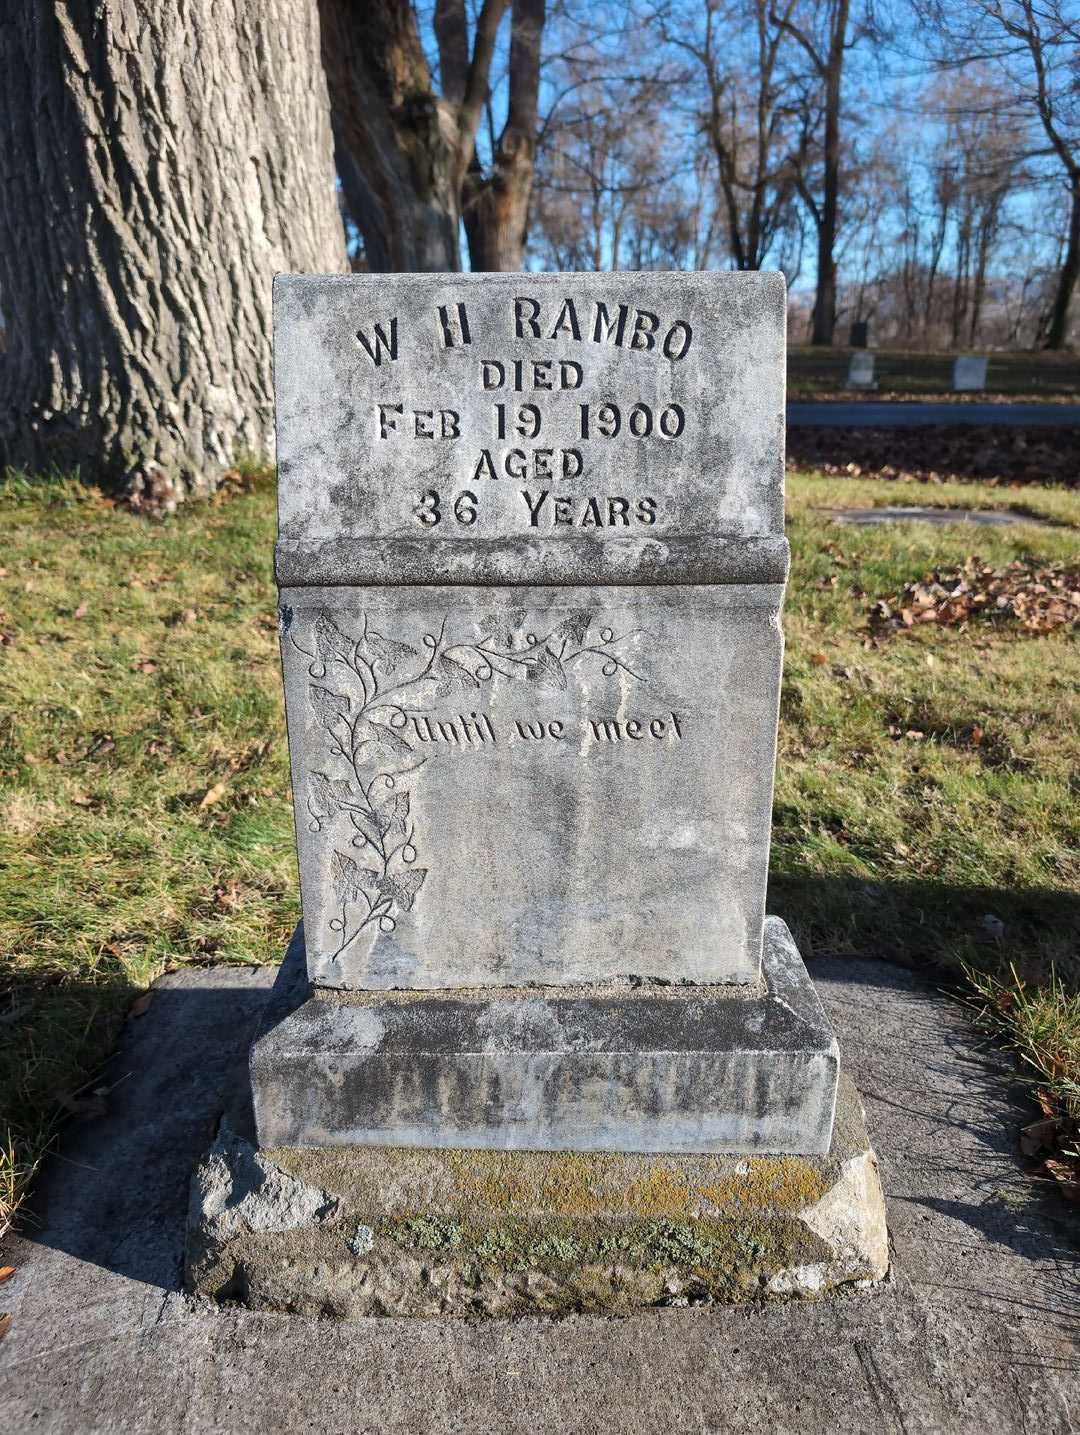 W H RAMBO
DIED
FEB 19 1900
AGED
36 YEARS
Until we meet